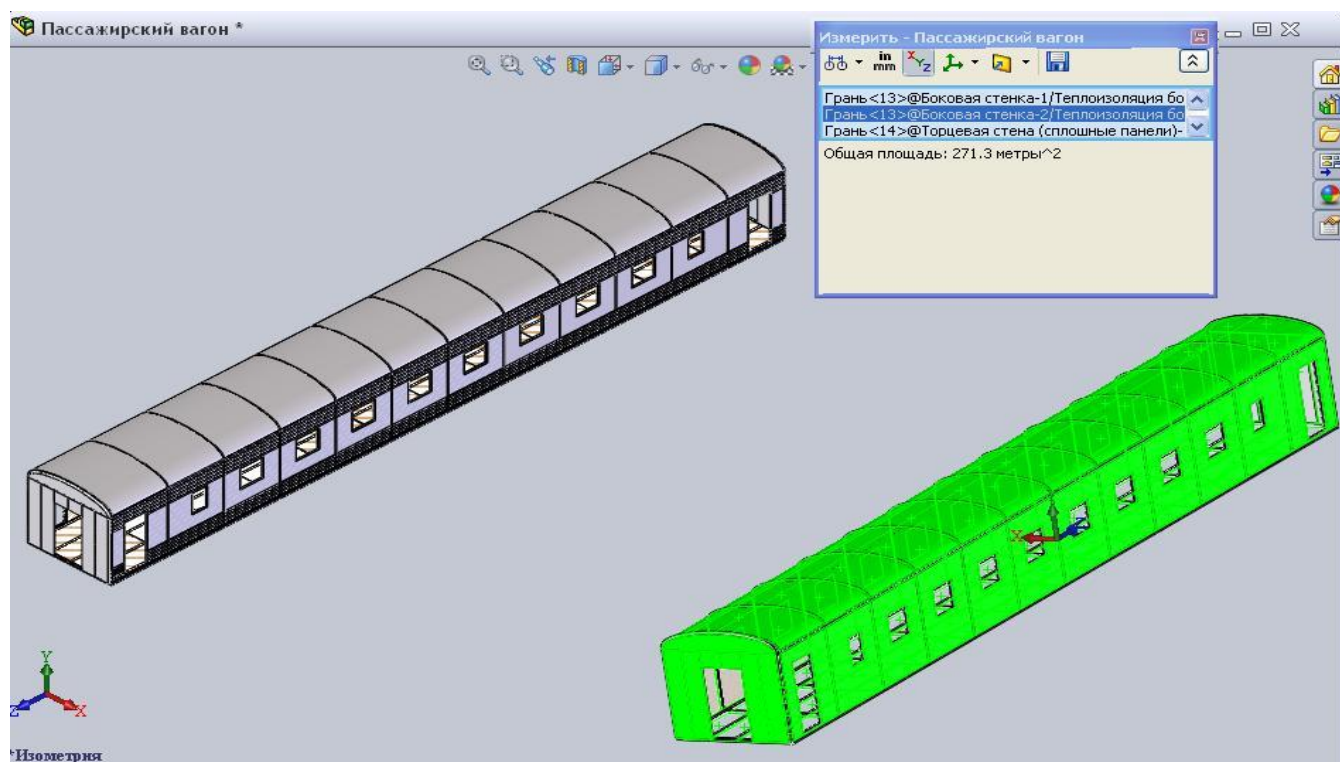 Пассажирский вагон *
Измерить - Пассажирский вагон
in
mm
X Y Z
Грань<13>@Боковая стенка-1/Теплоизоляция бо
Грань<13>@Боковая стенка-2/Теплоизоляция бо
Грань<14>@Торцевая стена (сплошные панели)-
Общая площадь: 271.3 метры^2
X
Z
Y
Z
X
*Изометрия